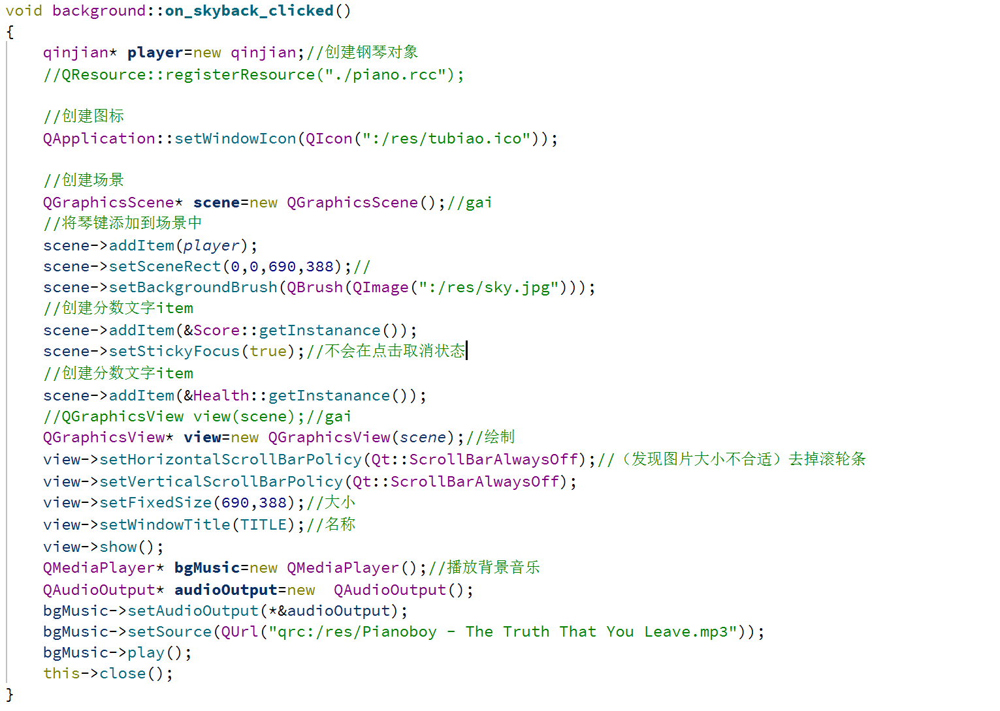 void background::on_skyback_clicked()
{
    qinjian* player=new qinjian;//创建钢琴对象
    //QResource::registerResource("./piano.rcc");

    //创建图标
    QApplication::setWindowIcon(QIcon(":/res/tubiao.ico"));

    //创建场景
    QGraphicsScene* scene=new QGraphicsScene();//gai
    //将琴键添加到场景中
    scene->addItem(player);
    scene->setSceneRect(0,0,690,388);//
    scene->setBackgroundBrush(QBrush(QImage(":/res/sky.jpg")));
    //创建分数文字item
    scene->addItem(&Score::getInstanance());
    scene->setStickyFocus(true);//不会在点击取消状态
    //创建分数文字item
    scene->addItem(&Health::getInstanance());
    //QGraphicsView view(scene);//gai
    QGraphicsView* view=new QGraphicsView(scene);//绘制
    view->setHorizontalScrollBarPolicy(Qt::ScrollBarAlwaysOff);//（发现图片大小不合适）去掉滚轮条
    view->setVerticalScrollBarPolicy(Qt::ScrollBarAlwaysOff);
    view->setFixedSize(690,388);//大小
    view->setWindowTitle(TITLE);//名称
    view->show();
    QMediaPlayer* bgMusic=new QMediaPlayer();//播放背景音乐
    QAudioOutput* audioOutput=new  QAudioOutput();
    bgMusic->setAudioOutput(*&audioOutput);
    bgMusic->setSource(QUrl("qrc:/res/Pianoboy - The Truth That You Leave.mp3"));
    bgMusic->play();
    this->close();
}